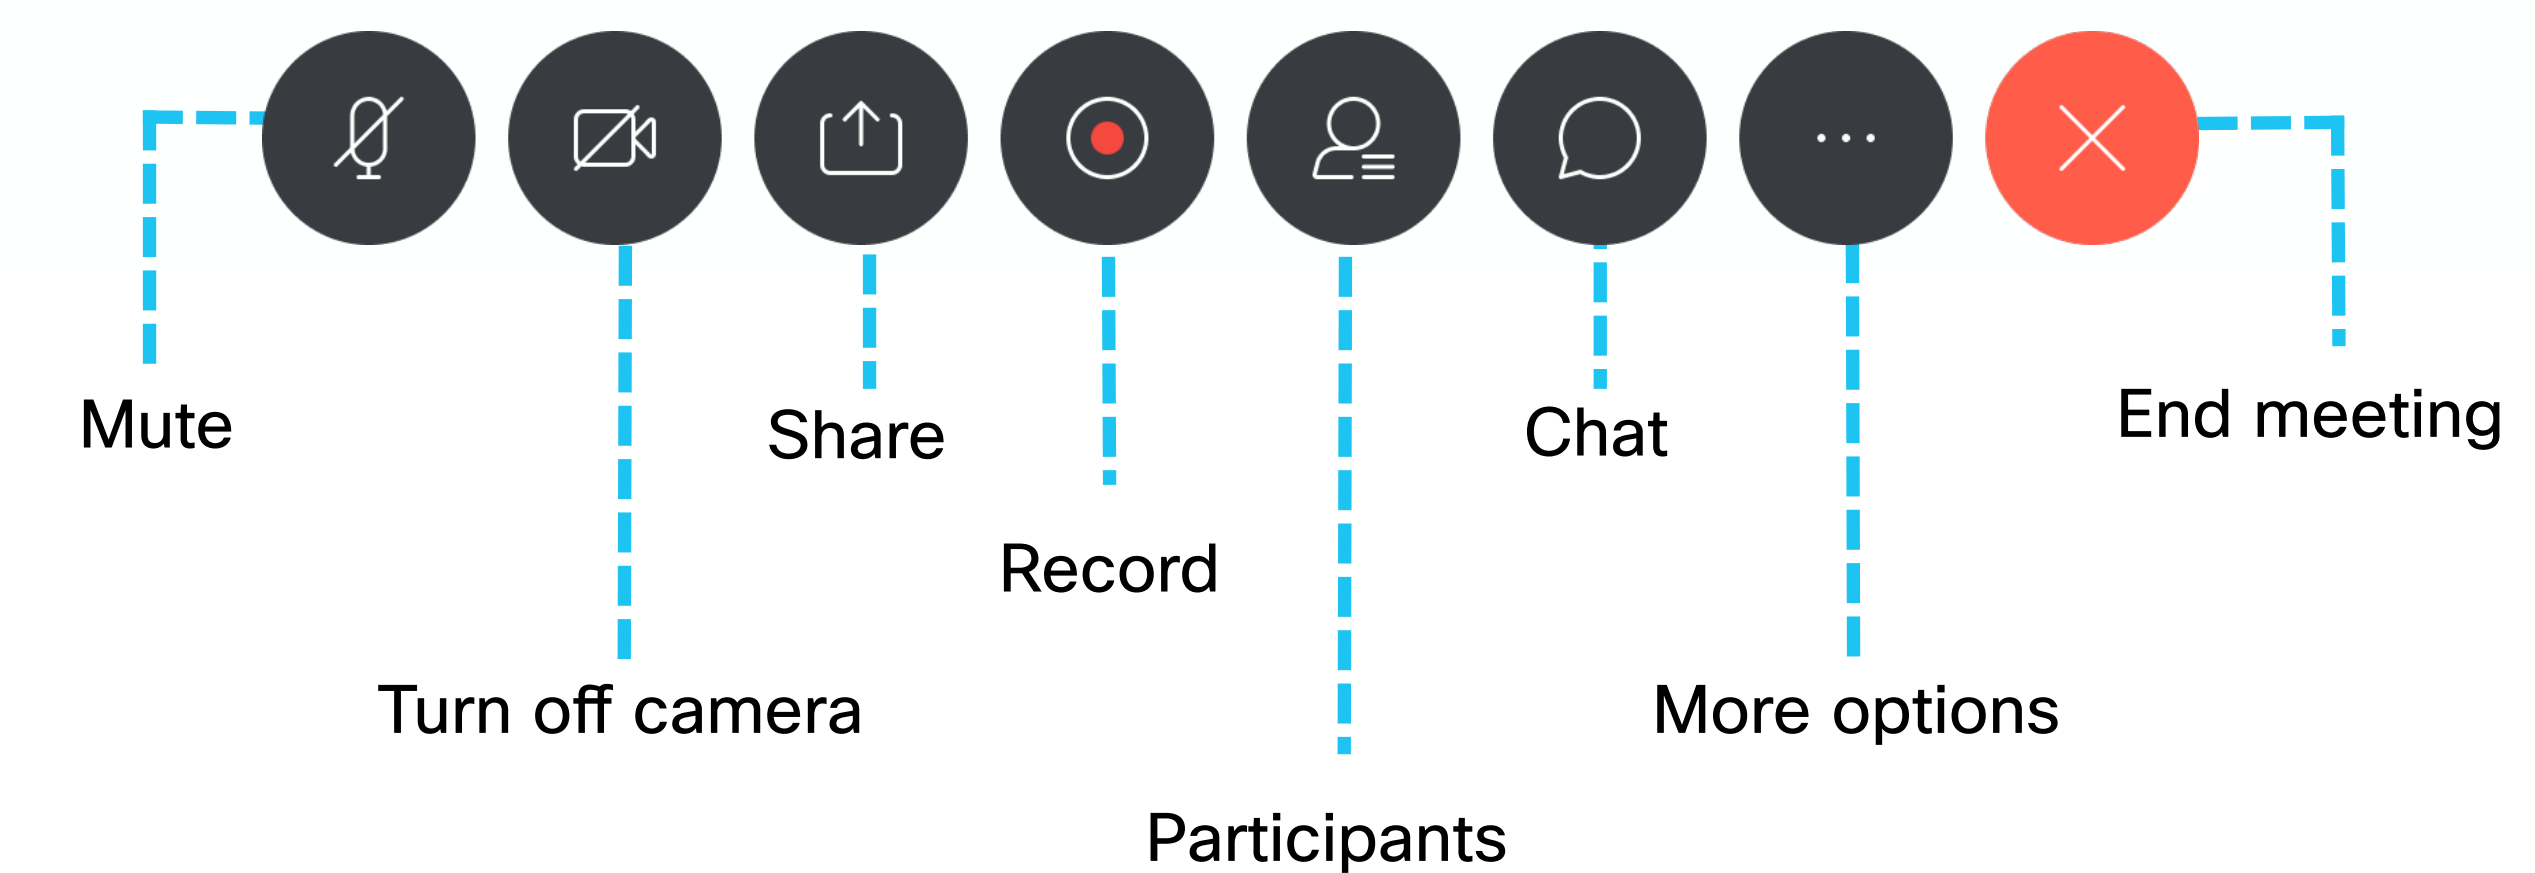 Mute
Turn off camera
Share
Record
Participants
Chat
More options
End meeting